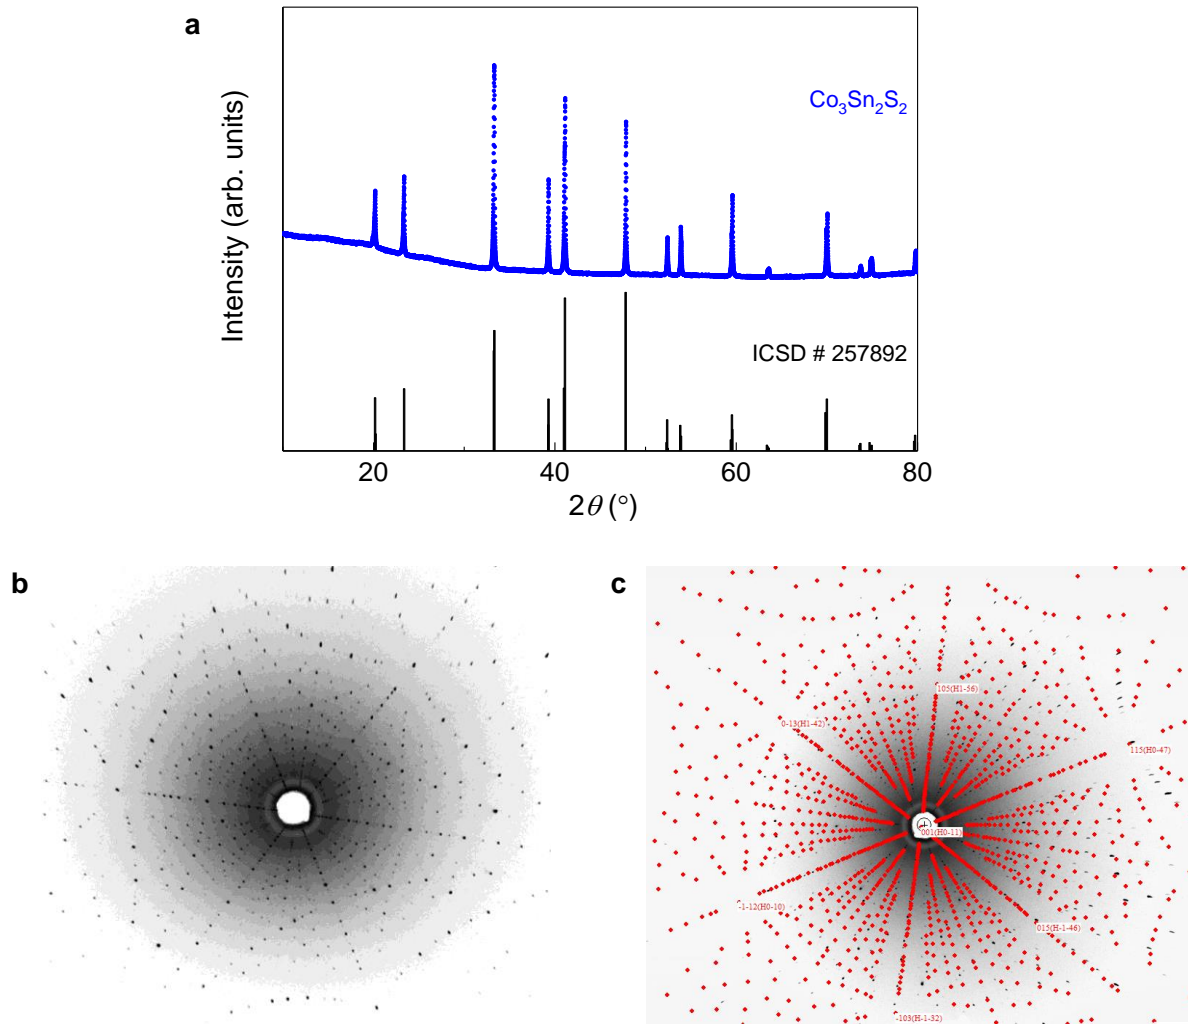 a
Intensity (arb. units)
Co3Sn2S2
ICSD # 257892
20
40
60
80
2θ (°)
b
c
105(H1-56)
0-13(H1-42)
115(H0-47)
001(H0-11)
-1-12(H0-10)
015(H-1-46)
-103(H-1-32)